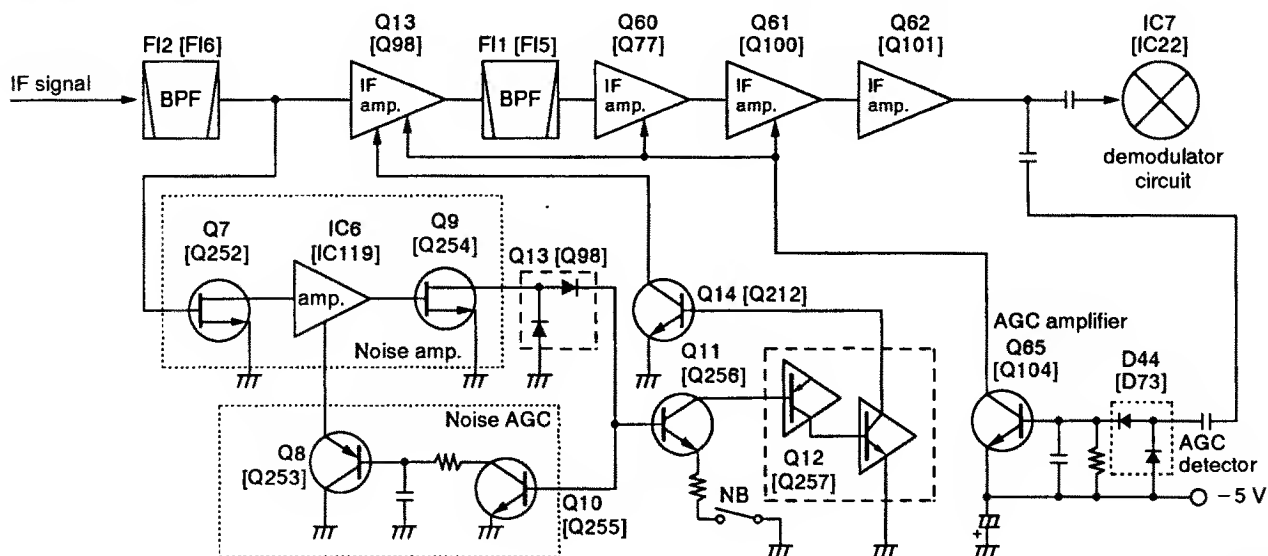 FI2 [FI6]
Q13
[Q98]
FI1 [FI5]
Q60
[Q77]
Q61
[Q100]
Q62
[Q101]
IC7
[IC22]
IF signal
BPF
IF
amp.
BPF
IF
amp.
IF
amp.
IF
amp.
demodulator
circuit
Q7
[Q252]
IC6
[IC119]
Q9
[Q254]
Q13 [Q98]
amp.
Noise amp.
Q14 [Q212]
Q11
[Q256]
AGC amplifier
Q65
[Q104]
D44
[D73]
Noise AGC
Q8
[Q253]
Q10
[Q255]
NB
Q12
[Q257]
AGC
detector
−5 V
+